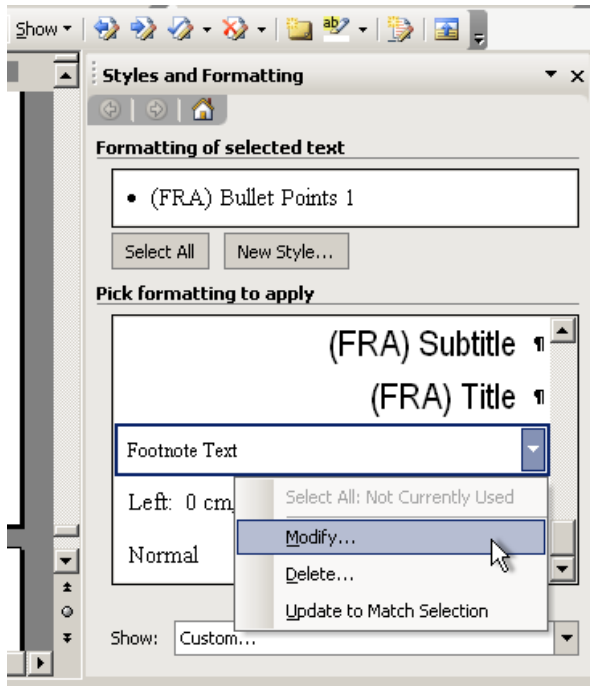 Show
Styles and Formatting
Formatting of selected text
• (FRA) Bullet Points 1
Select All New Style...
Pick formatting to apply
(FRA) Subtitle ¶
(FRA) Title ¶
Footnote Text
Left: 0 cm,
Select All: Not Currently Used
Modify...
Normal
Delete...
Update to Match Selection
Show: Custom...